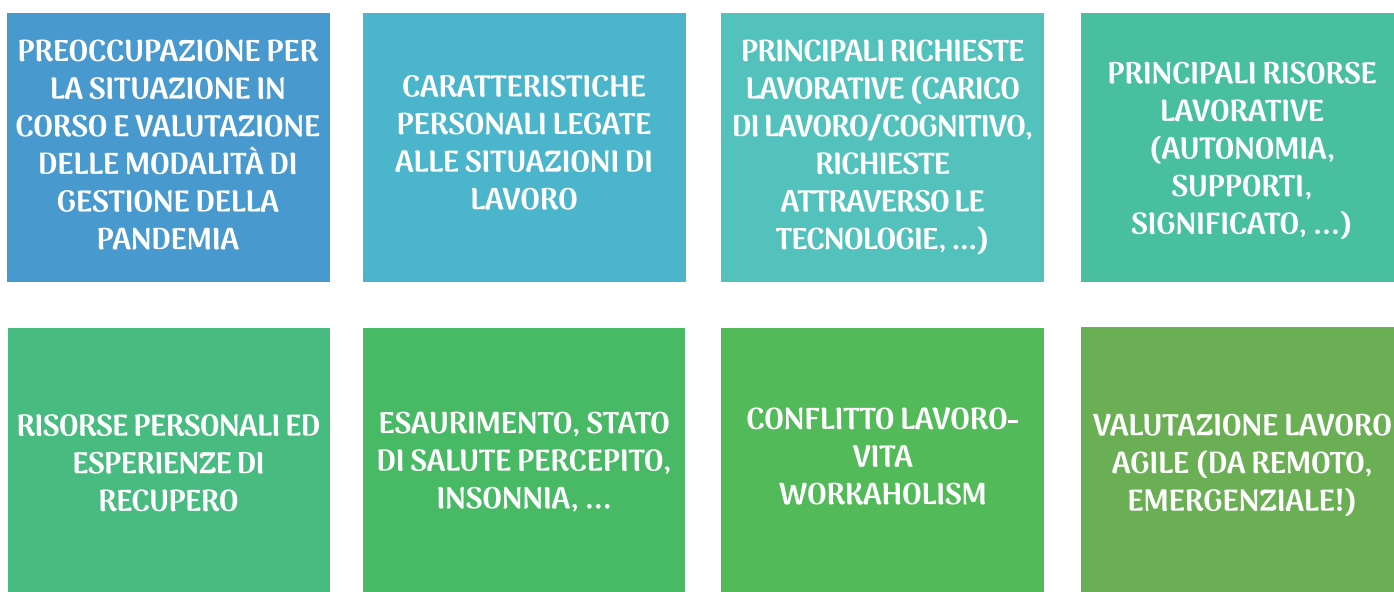 PREOCCUPAZIONE PER
LA SITUAZIONE IN
CORSO E VALUTAZIONE
DELLE MODALITÀ DI
GESTIONE DELLA
PANDEMIA
CARATTERISTICHE
PERSONALI LEGATE
ALLE SITUAZIONI DI
LAVORO
PRINCIPALI RICHIESTE
LAVORATIVE (CARICO
DI LAVORO/COGNITIVO,
RICHIESTE
ATTRAVERSO LE
TECNOLOGIE, ...)
PRINCIPALI RISORSE
LAVORATIVE
(AUTONOMIA,
SUPPORTI,
SIGNIFICATO, ...)
RISORSE PERSONALI ED
ESPERIENZE DI
RECUPERO
ESAURIMENTO, STATO
DI SALUTE PERCEPITO,
INSONNIA, ...
CONFLITTO LAVORO-
VITA
WORKAHOLISM
VALUTAZIONE LAVORO
AGILE (DA REMOTO,
EMERGENZIALE!)